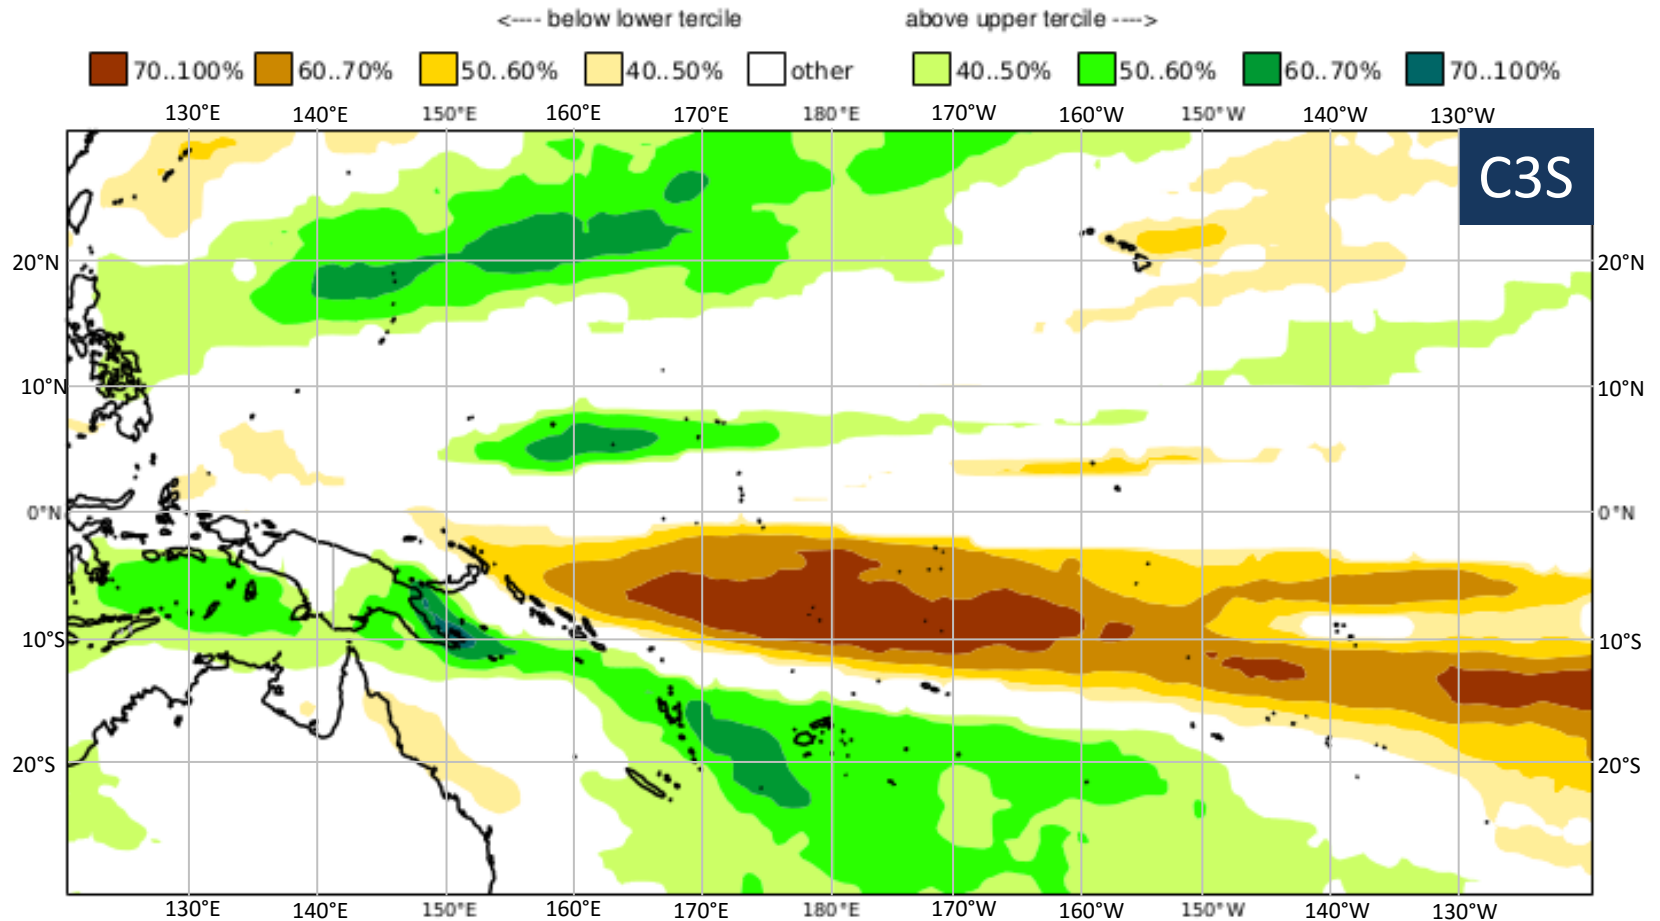 <---- below lower tercile above upper tercile ---->
70..100% 60..70% 50..60% 40..50% other 40..50% 50..60% 60..70% 70..100%
130°E 140°E 150°E 160°E 170°E 180°E 170°W 160°W 150°W 140°W 130°W
C3S
20°N 20°N
10°N 10°N
0°N 0°N
10°S 10°S
20°S 20°S
130°E 140°E 150°E 160°E 170°E 180°E 170°W 160°W 150°W 140°W 130°W